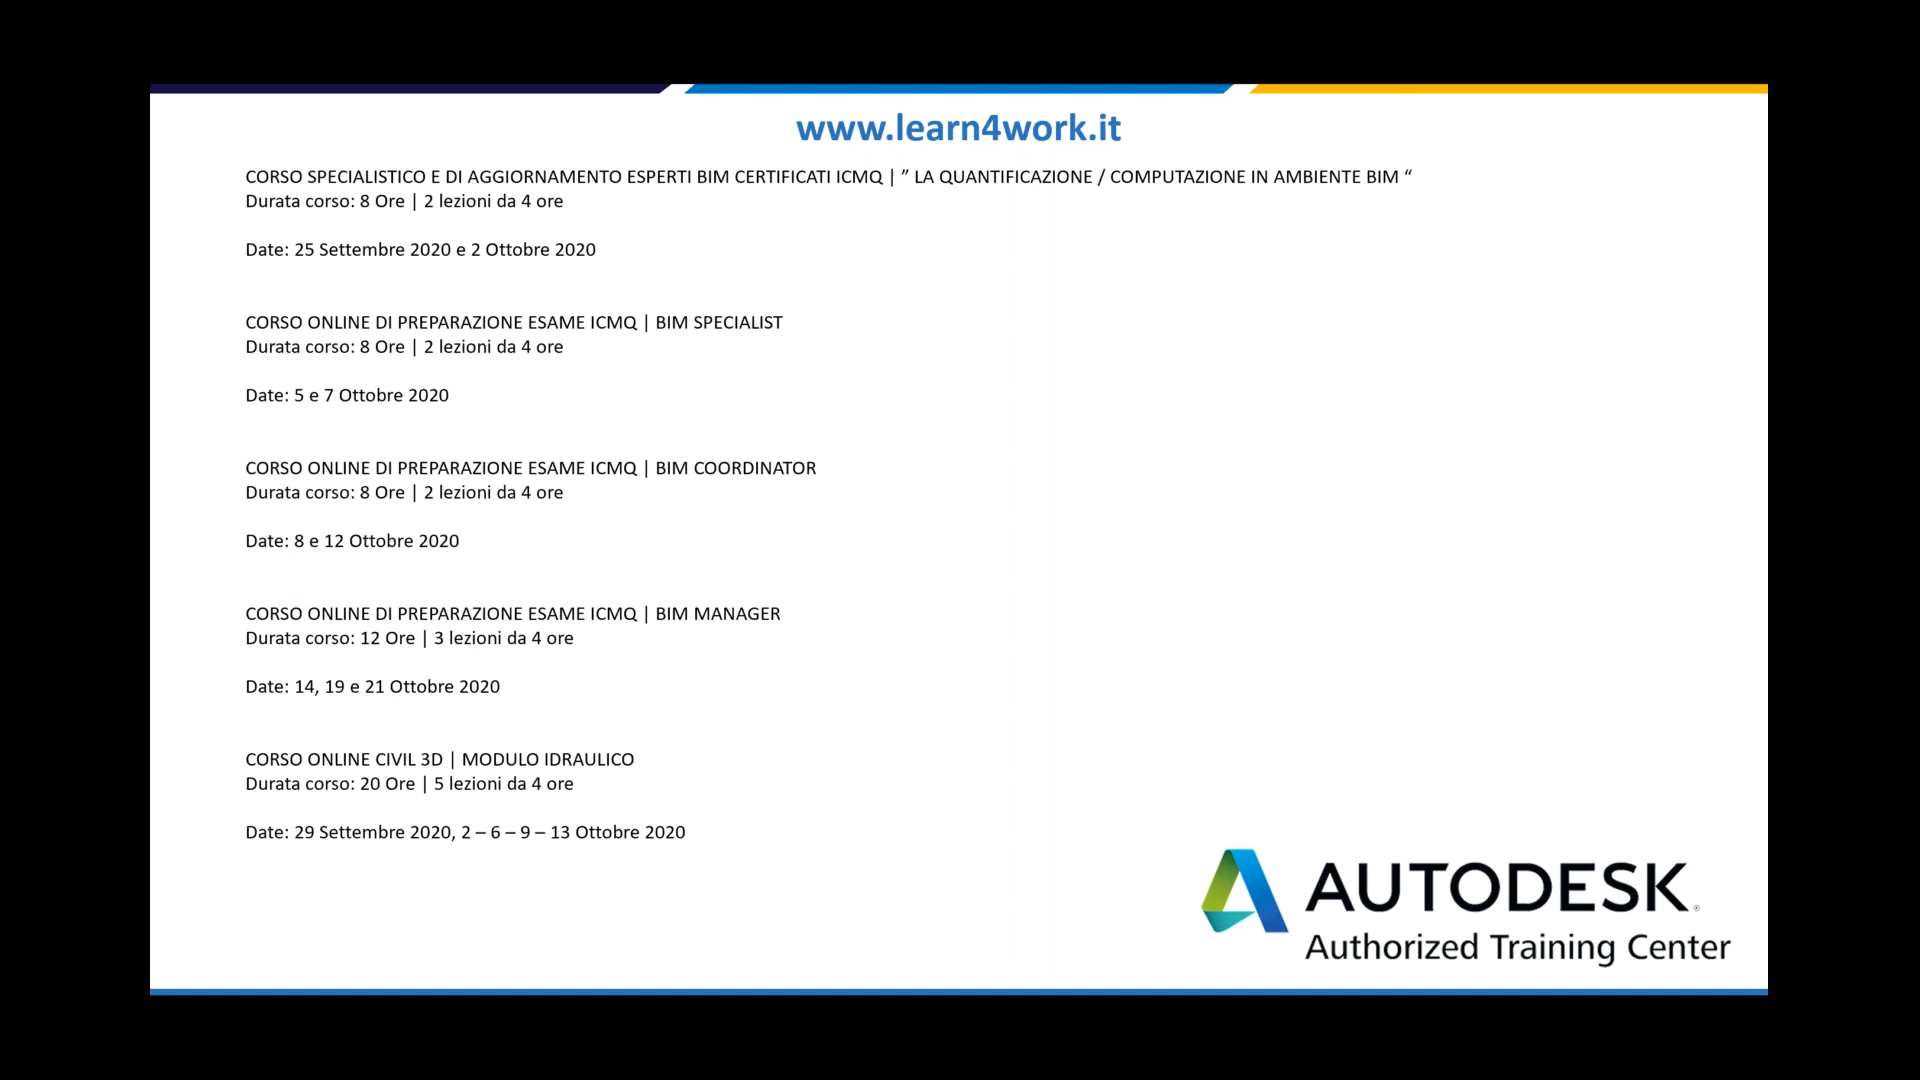 www.learn4work.it
CORSO SPECIALISTICO E DI AGGIORNAMENTO ESPERTI BIM CERTIFICATI ICMQ | ” LA QUANTIFICAZIONE / COMPUTAZIONE IN AMBIENTE BIM “
Durata corso: 8 Ore | 2 lezioni da 4 ore
Date: 25 Settembre 2020 e 2 Ottobre 2020
CORSO ONLINE DI PREPARAZIONE ESAME ICMQ | BIM SPECIALIST
Durata corso: 8 Ore | 2 lezioni da 4 ore
Date: 5 e 7 Ottobre 2020
CORSO ONLINE DI PREPARAZIONE ESAME ICMQ | BIM COORDINATOR
Durata corso: 8 Ore | 2 lezioni da 4 ore
Date: 8 e 12 Ottobre 2020
CORSO ONLINE DI PREPARAZIONE ESAME ICMQ | BIM MANAGER
Durata corso: 12 Ore | 3 lezioni da 4 ore
Date: 14, 19 e 21 Ottobre 2020
CORSO ONLINE CIVIL 3D | MODULO IDRAULICO
Durata corso: 20 Ore | 5 lezioni da 4 ore
Date: 29 Settembre 2020, 2 – 6 – 9 – 13 Ottobre 2020
AUTODESK®
Authorized Training Center